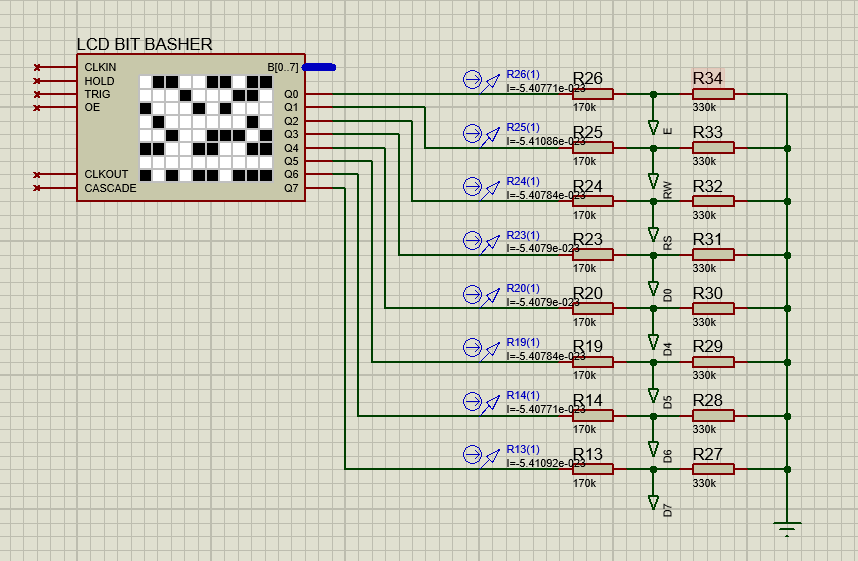 LCD BIT BASHER
CLKIN
HOLD
TRIG
OE
CLKOUT
CASCADE
B[0..7]
Q0
Q1
Q2
Q3
Q4
Q5
Q6
Q7
R26(1)
I=-5.40771e-023
R26
170k
R34
330k
E
R25(1)
I=-5.41086e-023
R25
170k
R33
330k
RW
R24(1)
I=-5.40784e-023
R24
170k
R32
330k
RS
R23(1)
I=-5.4079e-023
R23
170k
R31
330k
D0
R20(1)
I=-5.4079e-023
R20
170k
R30
330k
D4
R19(1)
I=-5.40784e-023
R19
170k
R29
330k
D5
R14(1)
I=-5.40771e-023
R14
170k
R28
330k
D6
R13(1)
I=-5.41092e-023
R13
170k
R27
330k
D7